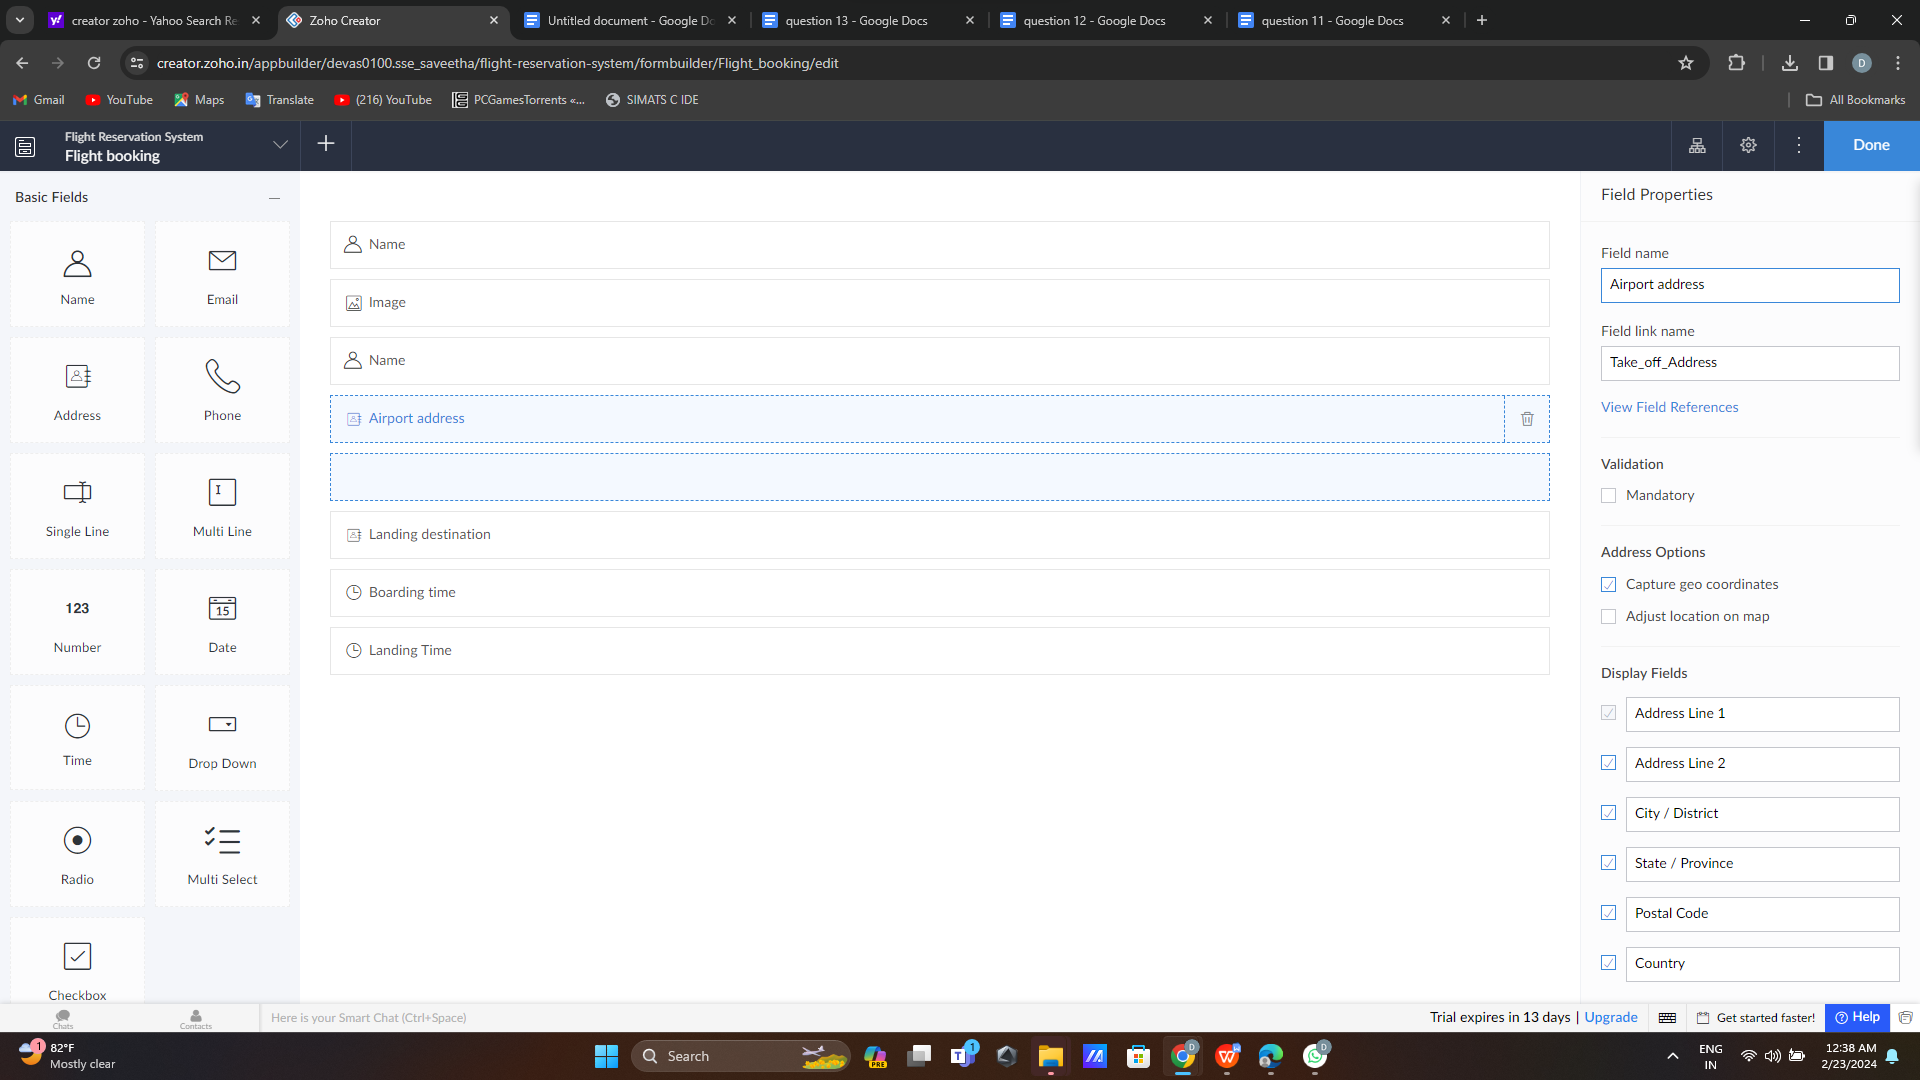 creator zoho - Yahoo Search Re
Zoho Creator
Untitled document - Google Do
question 13 - Google Docs
question 12 - Google Docs
question 11 - Google Docs
creator.zoho.in/appbuilder/devas0100.sse_saveetha/flight-reservation-system/formbuilder/Flight_booking/edit
D
Gmail
YouTube
Maps
Translate
(216) YouTube
PCGamesTorrents «...
SIMATS C IDE
All Bookmarks
Flight Reservation System
Flight booking
Done
Basic Fields
Name
Email
Address
Phone
Single Line
Multi Line
123
Number
15
Date
Time
Drop Down
Radio
Multi Select
Checkbox
Name
Image
Name
Airport address
Landing destination
Boarding time
Landing Time
Field Properties
Field name
Airport address
Field link name
Take_off_Address
View Field References
Validation
Mandatory
Address Options
Capture geo coordinates
Adjust location on map
Display Fields
Address Line 1
Address Line 2
City / District
State / Province
Postal Code
Country
Chats
Contacts
Here is your Smart Chat (Ctrl+Space)
Trial expires in 13 days | Upgrade
Get started faster!
Help
1
82°F
Mostly clear
Search
PRE
1
D
D
ENG
IN
12:38 AM
2/23/2024